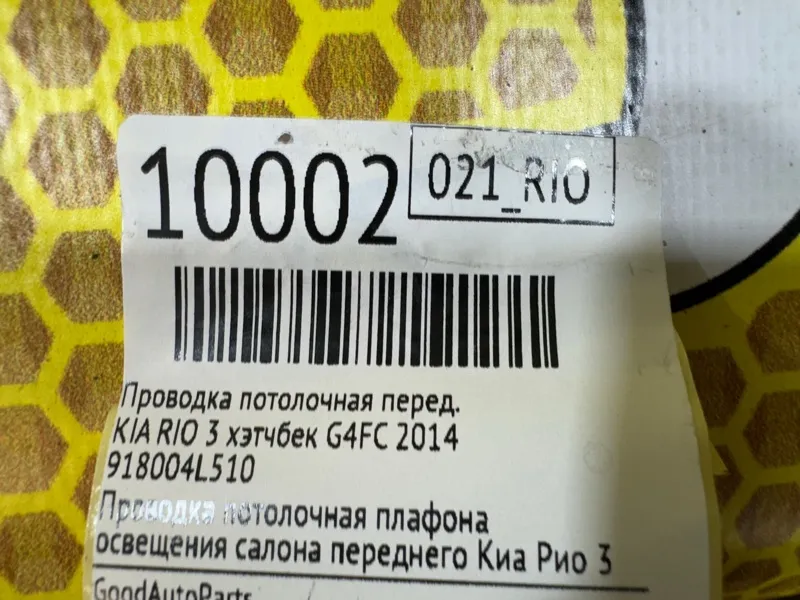 10002
021_RIO
Проводка потолочная перед.
KIA RIO 3 хэтчбек G4FC 2014
918004L510
Проводка потолочная плафона
освещения салона переднего Киа Рио 3
GoodAutoParts